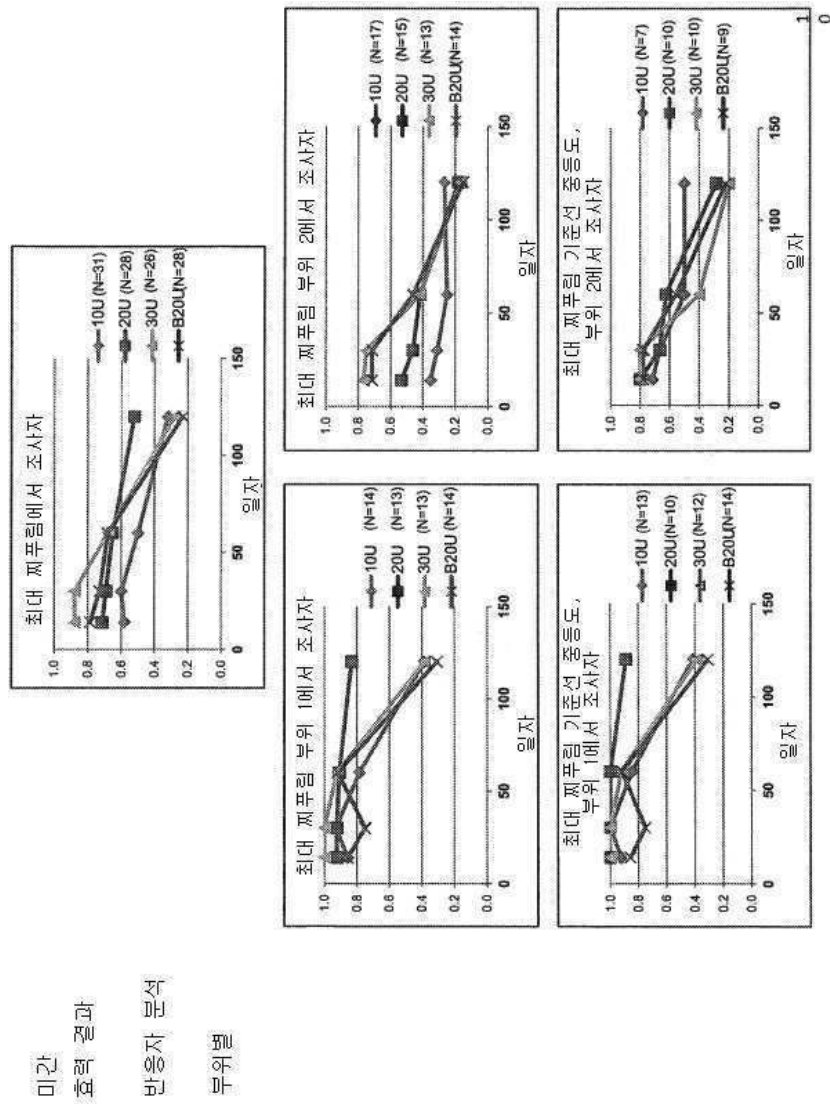 미간
효력 결과
반응자 분석
부위별
최대 찌푸림에서 조사자
1.0
0.8
0.6
0.4
0.2
0.0
0
50
100
150
일자
10U (N=31)
20U (N=28)
30U (N=26)
B20U(N=28)
최대 찌푸림 부위 1에서 조사자
1.0
0.8
0.6
0.4
0.2
0.0
0
50
100
150
일자
10U (N=14)
20U (N=13)
30U (N=13)
B20U (N=14)
최대 찌푸림 부위 2에서 조사자
1.0
0.8
0.6
0.4
0.2
0.0
0
50
100
150
일자
10U (N=17)
20U (N=15)
30U (N=13)
B20U(N=14)
최대 찌푸림 기준선 중등도,
부위 1에서 조사자
1.0
0.8
0.6
0.4
0.2
0.0
0
50
100
150
일자
10U (N=13)
20U(N=10)
30U (N=12)
B20U(N=14)
최대 찌푸림 기준선 중등도,
부위 2에서 조사자
1.0
0.8
0.6
0.4
0.2
0.0
0
50
100
150
일자
10U (N=7)
20U (N=10)
30U (N=10)
B20U(N=9)
1
0